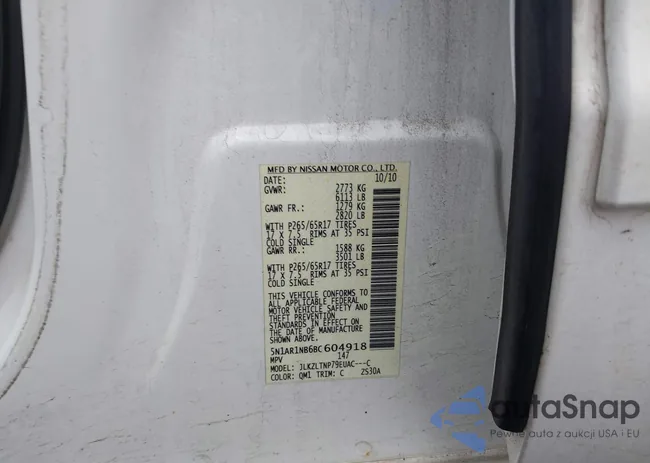 MFD BY NISSAN MOTOR CO., LTD.
DATE: 10/10
GVWR: 2773 KG
6113 LB
GAWR FR.: 1279 KG
2820 LB
WITH P265/65R17 TIRES
17 X 7.5 RIMS AT 35 PSI
COLD SINGLE
GAWR RR.: 1588 KG
3501 LB
WITH P265/65R17 TIRES
17 X 7.5 RIMS AT 35 PSI
COLD SINGLE
THIS VEHICLE CONFORMS TO
ALL APPLICABLE FEDERAL
MOTOR VEHICLE SAFETY AND
THEFT PREVENTION
STANDARDS IN EFFECT ON
THE DATE OF MANUFACTURE
SHOWN ABOVE.
5N1AR1NB6BC604918
MPV 147
MODEL: JLKZLTNP79EUAC---C
COLOR: QM1 TRIM: C 2S30A
autaSnap
Pewne auta z aukcji USA i EU